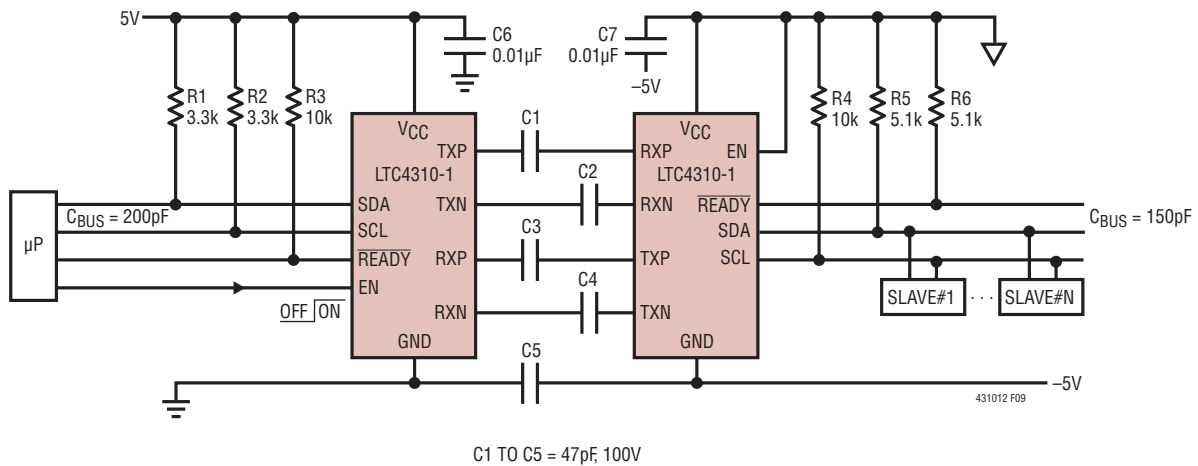 5V
C6
0.01µF
C7
0.01µF
–5V
R1
3.3k
R2
3.3k
R3
10k
R4
10k
R5
5.1k
R6
5.1k
VCC
TXP
LTC4310-1
SDA
TXN
SCL
READY
RXP
EN
RXN
GND
C1
C2
C3
C4
C5
VCC
RXP
EN
LTC4310-1
RXN
READY
SDA
TXP
SCL
TXN
GND
µP
CBUS = 200pF
OFF ON
CBUS = 150pF
SLAVE#1 · · · SLAVE#N
–5V
431012 F09
C1 TO C5 = 47pF, 100V